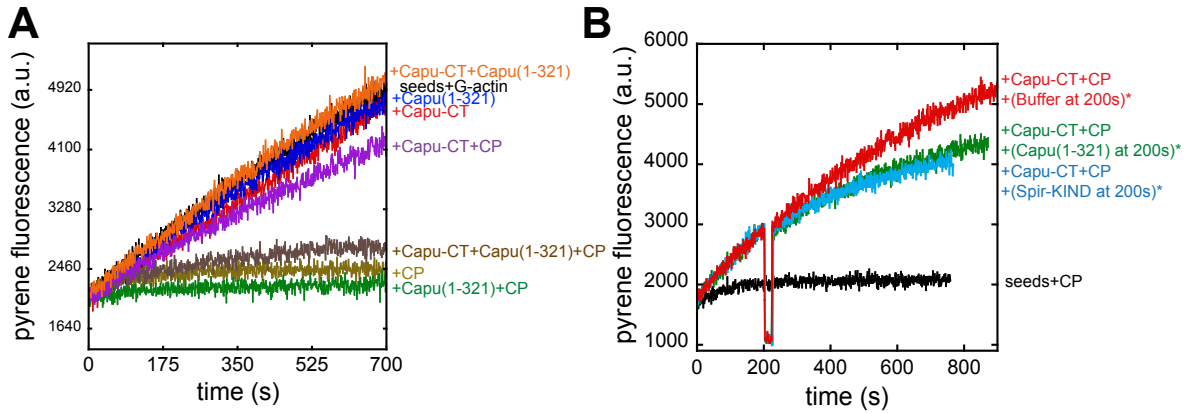 A
pyrene fluorescence (a.u.)
4920
4100
3280
2460
1640
0
175
350
525
700
time (s)
+Capu-CT+Capu(1-321)
seeds+G-actin
+Capu(1-321)
+Capu-CT
+Capu-CT+CP
+Capu-CT+Capu(1-321)+CP
+CP
+Capu(1-321)+CP
B
pyrene fluorescence (a.u.)
6000
5000
4000
3000
2000
1000
0
200
400
600
800
time (s)
+Capu-CT+CP
+(Buffer at 200s)*
+Capu-CT+CP
+(Capu(1-321) at 200s)*
+Capu-CT+CP
+(Spir-KIND at 200s)*
seeds+CP